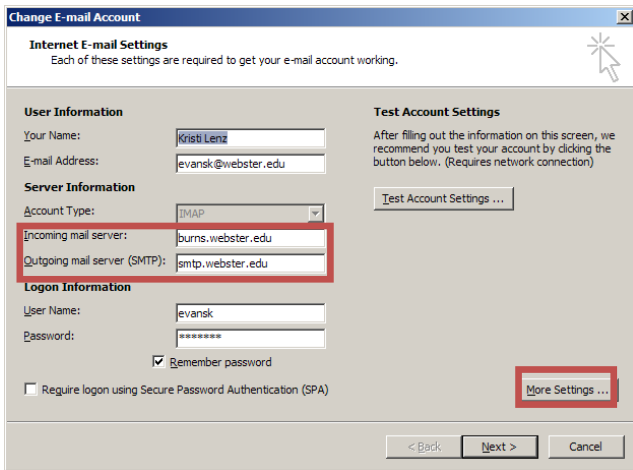 Change E-mail Account
Internet E-mail Settings
Each of these settings are required to get your e-mail account working.
User Information
Your Name: Kristi Lenz
E-mail Address: evansk@webster.edu
Server Information
Account Type: IMAP
Incoming mail server: burns.webster.edu
Outgoing mail server (SMTP): smtp.webster.edu
Logon Information
User Name: evansk
Password: *******
Remember password
Require logon using Secure Password Authentication (SPA)
Test Account Settings
After filling out the information on this screen, we
recommend you test your account by clicking the
button below. (Requires network connection)
Test Account Settings ...
More Settings ...
< Back
Next >
Cancel